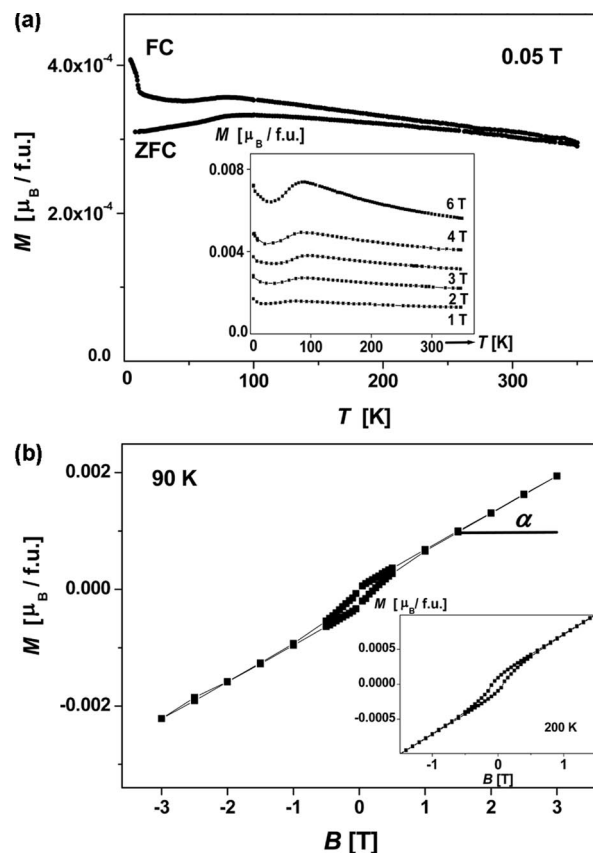 (a)
FC
0.05 T
4.0x10⁻⁴
ZFC
M [μB / f.u.]
M [μB / f.u.]
0.008
6 T
2.0x10⁻⁴
4 T
0.004
3 T
2 T
0.0
1 T
0 100 200 300 T [K]
0.0
0 100 200 300
T [K]
(b)
0.002
90 K
α
M [μB / f.u.]
0.000
M [μB / f.u.]
0.0005
0.0000
-0.002
-0.0005
200 K
-1 0 1
B [T]
-3 -2 -1 0 1 2 3
B [T]